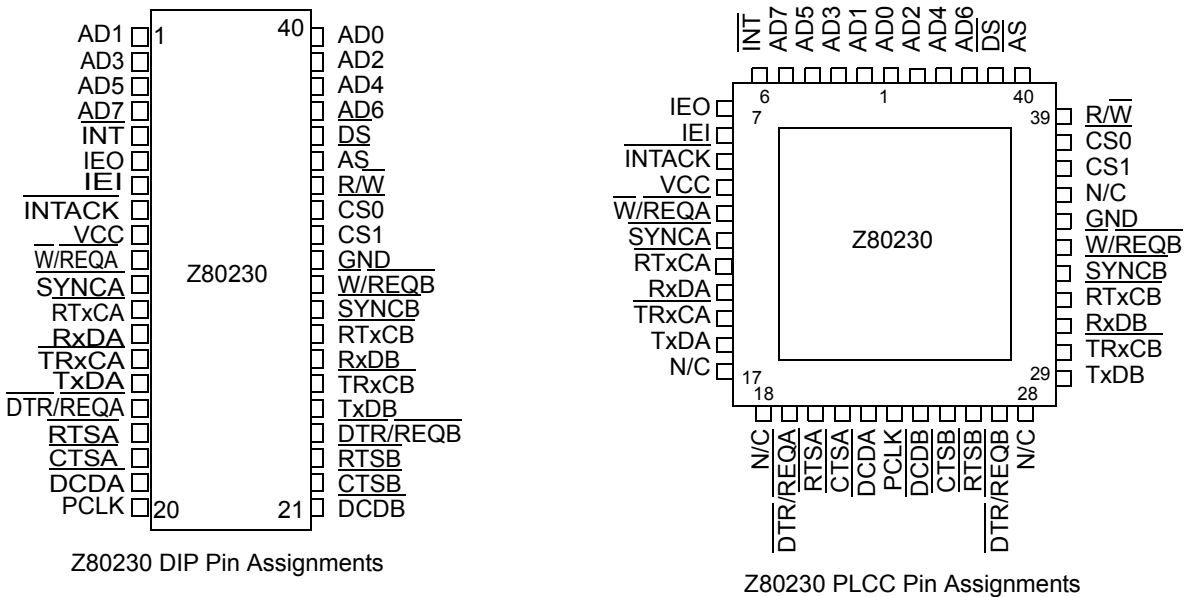 AD1 1 40 AD0
AD3 AD2
AD5 AD4
AD7 AD6
INT DS
IEO AS
IEI R/W
INTACK CS0
VCC CS1
W/REQA GND
Z80230
SYNCA W/REQB
RTxCA SYNCB
RxDA RTxCB
TRxCA RxDB
TxDA TRxCB
DTR/REQA TxDB
RTSA DTR/REQB
CTSA RTSB
DCDA CTSB
PCLK 20 21 DCDB
Z80230 DIP Pin Assignments
INT AD7 AD5 AD3 AD1 AD0 AD2 AD4 AD6 DS AS
6 1 40
IEO 7 39 R/W
IEI CS0
INTACK CS1
VCC N/C
W/REQA GND
Z80230
SYNCA W/REQB
RTxCA SYNCB
RxDA RTxCB
TRxCA RxDB
TxDA TRxCB
N/C 17 29 TxDB
18 28
N/C DTR/REQA RTSA CTSA DCDA PCLK DCDB CTSB RTSB DTR/REQB N/C
Z80230 PLCC Pin Assignments